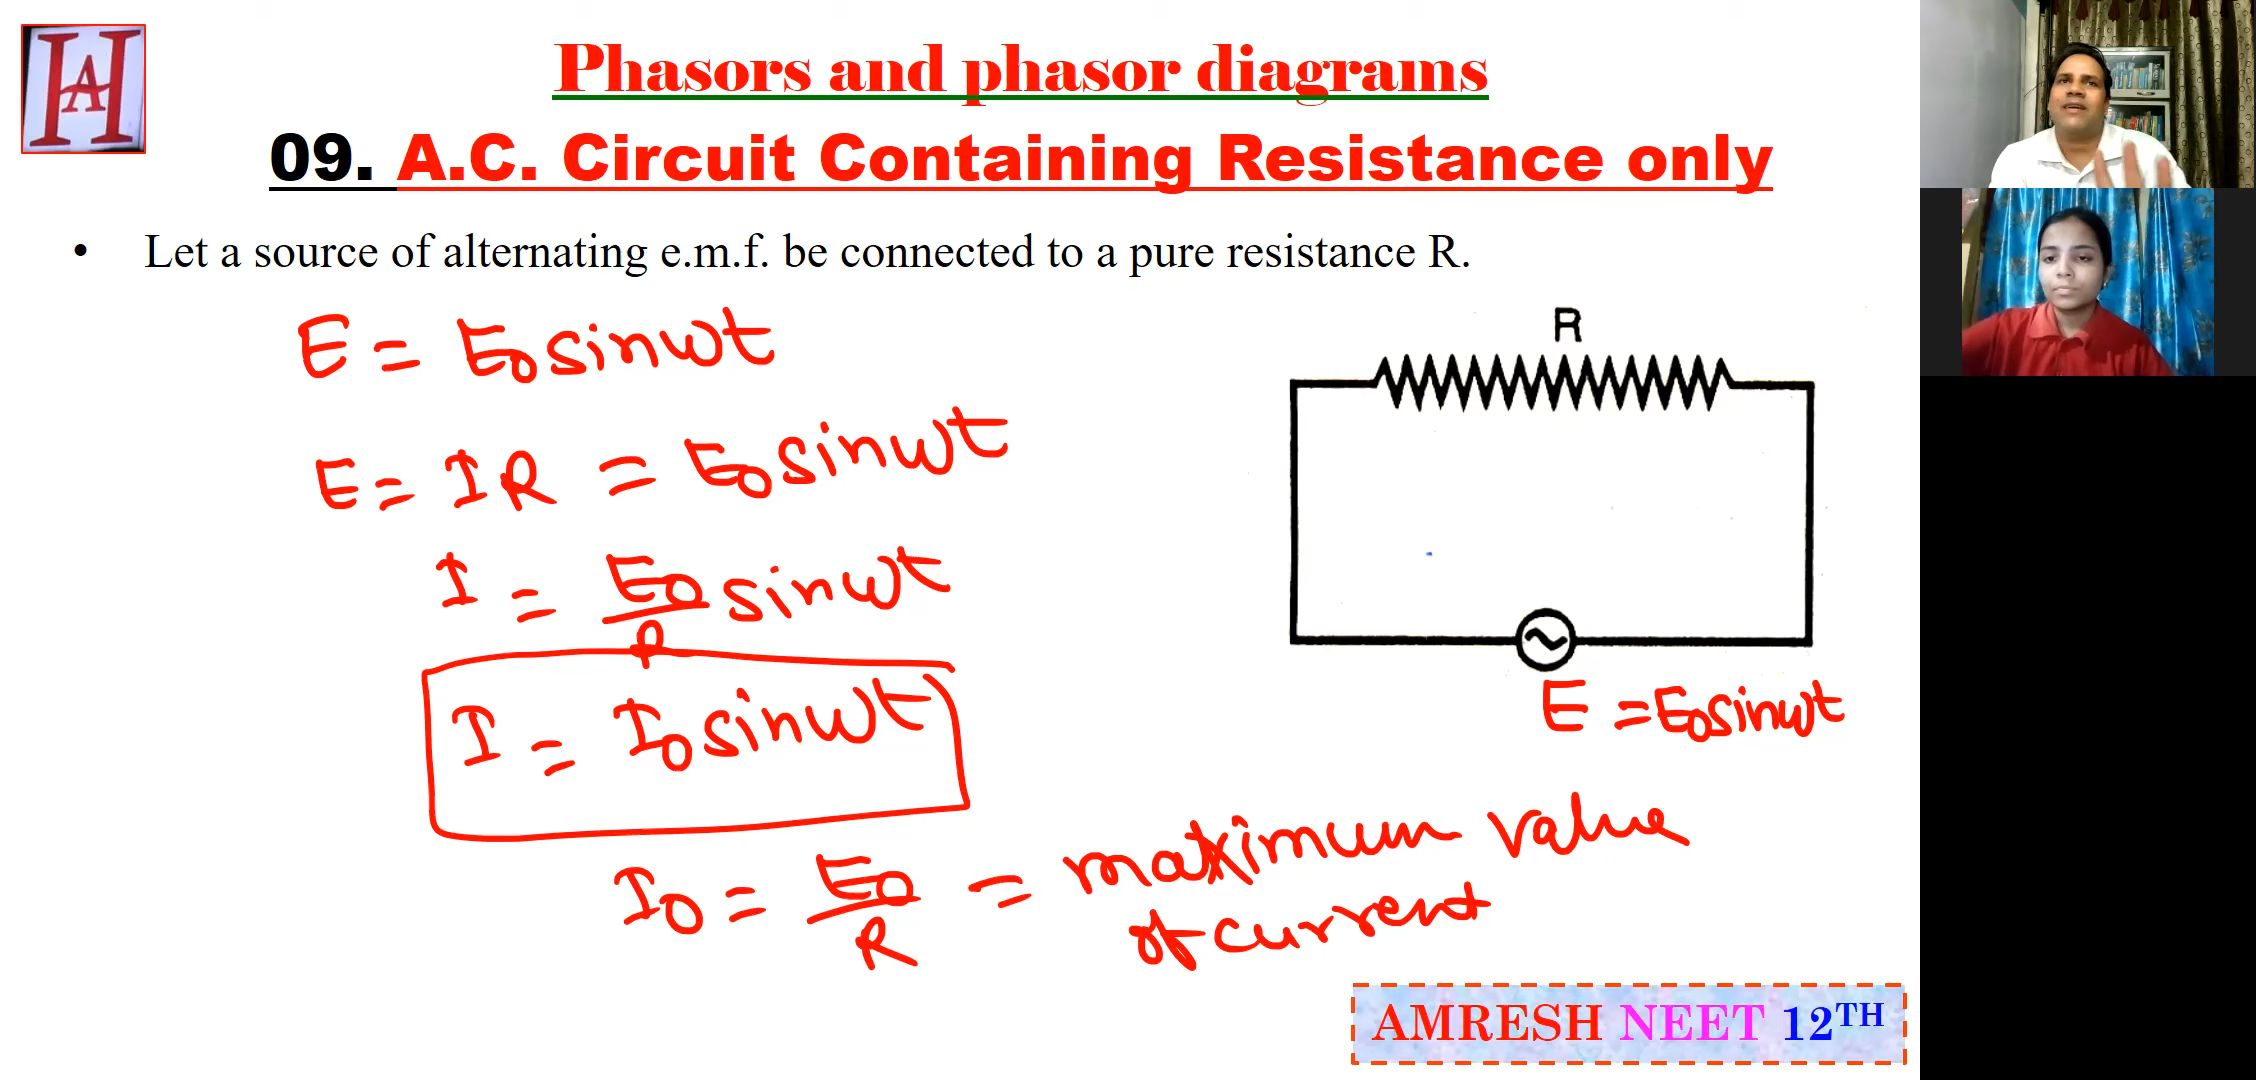 HA
Phasors and phasor diagrams
09. A.C. Circuit Containing Resistance only
• Let a source of alternating e.m.f. be connected to a pure resistance R.
E = E₀sinωt
E = IR = E₀sinωt
I = E₀/R sinωt
I = I₀sinωt
I₀ = E₀/R = maximum value
of current
R
E = E₀sinωt
AMRESH NEET 12TH